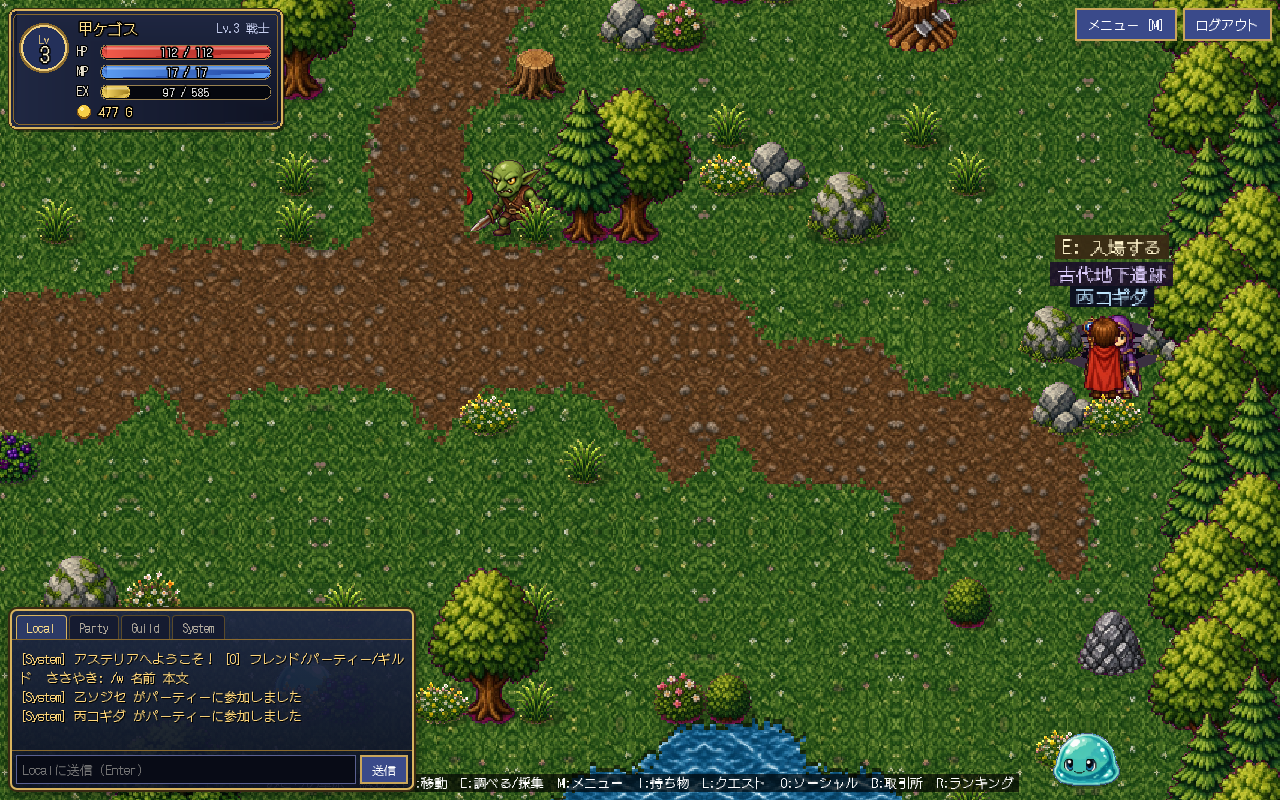 甲ケゴス Lv.3 戦士
Lv 3
HP 112 / 112
MP 17 / 17
EX 97 / 585
477 G
メニュー [M] ログアウト
E: 入場する
古代地下遺跡
丙コギダ
Local Party Guild System
[System] アステリアへようこそ！ [O] フレンド/パーティー/ギル
ド ささやき: /w 名前 本文
[System] 乙ソジセ がパーティーに参加しました
[System] 丙コギダ がパーティーに参加しました
Localに送信 (Enter) 送信
:移動 E:調べる/採集 M:メニュー I:持ち物 L:クエスト O:ソーシャル B:取引所 R:ランキング